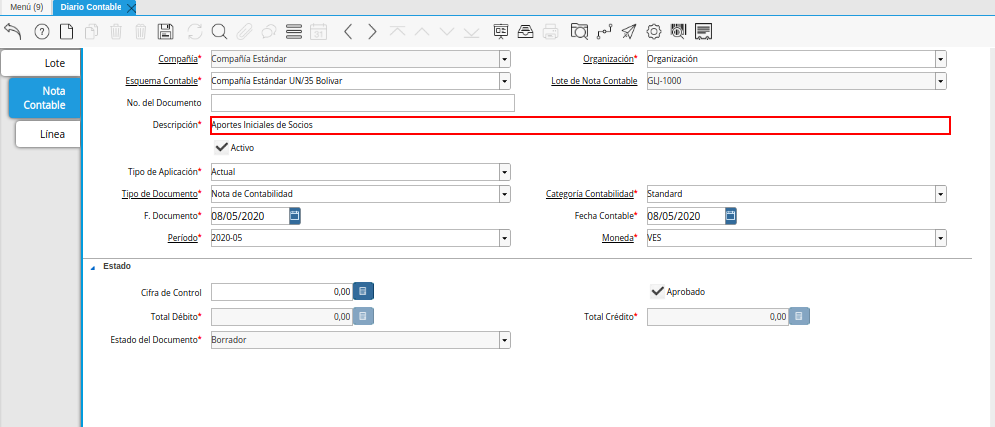 Menú (9) Diario Contable
Lote
Nota
Contable
Línea
Compañía* Compañía Estándar Organización* Organización
Esquema Contable* Compañía Estándar UN/35 Bolívar Lote de Nota Contable GLJ-1000
No. del Documento
Descripción* Aportes Iniciales de Socios
Activo
Tipo de Aplicación* Actual
Tipo de Documento* Nota de Contabilidad Categoría Contabilidad* Standard
F. Documento* 08/05/2020 Fecha Contable* 08/05/2020
Período* 2020-05 Moneda* VES
Estado
Cifra de Control 0,00 Aprobado
Total Débito* 0,00 Total Crédito* 0,00
Estado del Documento* Borrador